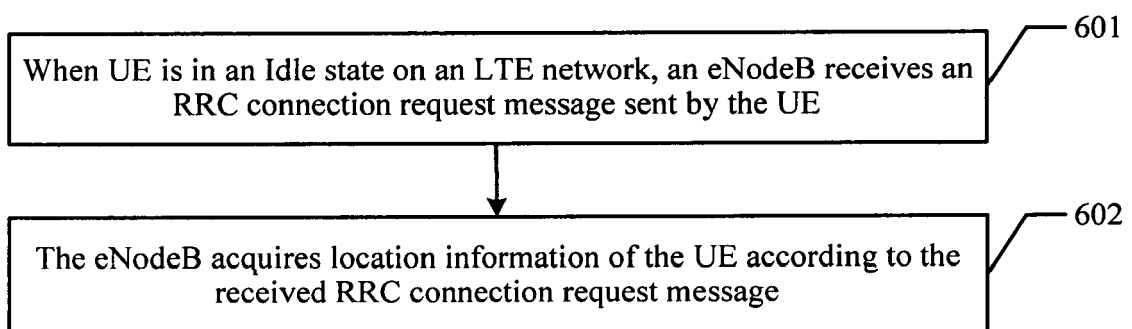 601
When UE is in an Idle state on an LTE network, an eNodeB receives an
RRC connection request message sent by the UE
602
The eNodeB acquires location information of the UE according to the
received RRC connection request message